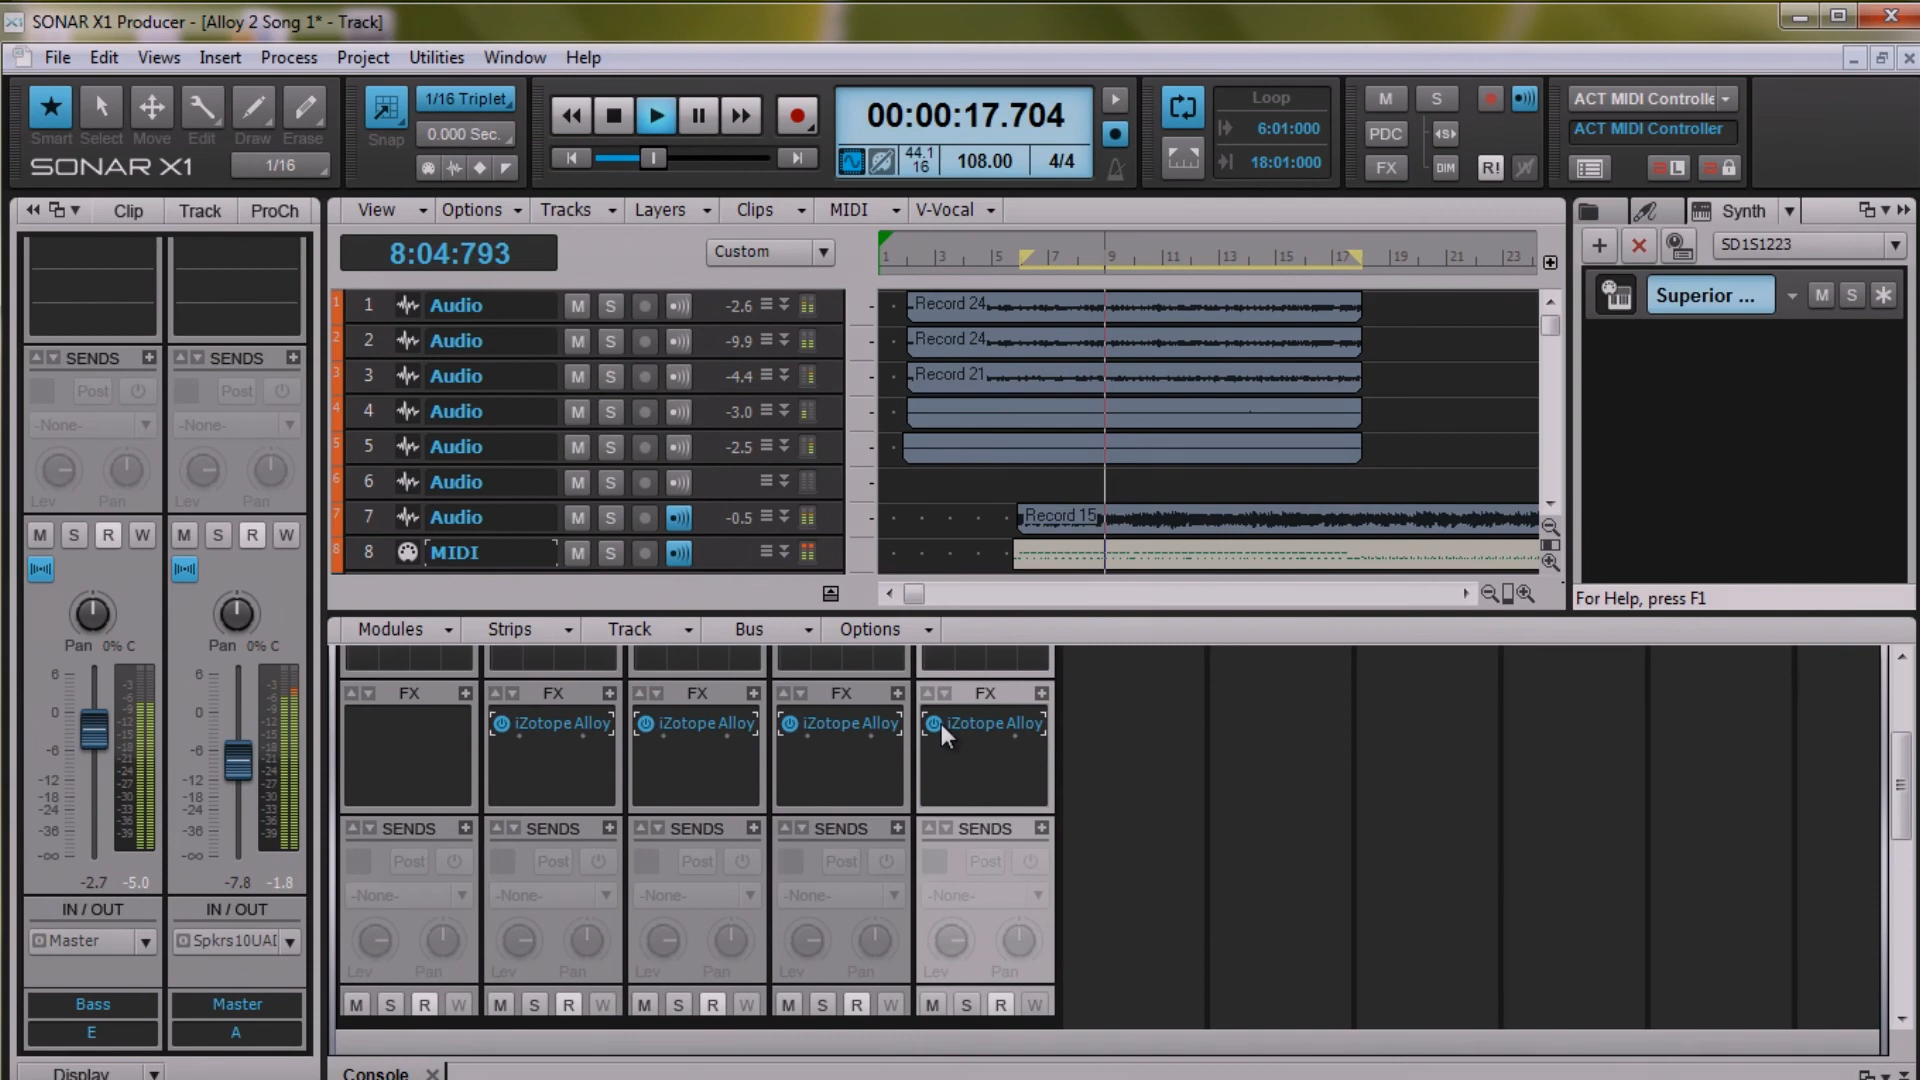 SONAR X1 Producer - [Alloy 2 Song 1* - Track]
File Edit Views Insert Process Project Utilities Window Help
Smart Select Move Edit Draw Erase
SONAR X1
1/16
Snap
1/16 Triplet
0.000 Sec.
00:00:17.704
44.1
16
108.00
4/4
Loop
6:01:000
18:01:000
M S
PDC
FX DIM R!
ACT MIDI Controlle
ACT MIDI Controller
L
Clip Track ProCh
View Options Tracks Layers Clips MIDI V-Vocal
8:04:793
Custom
1 3 5 7 9 11 13 15 17 19 21 23
1 Audio M S -2.6 Record 24
2 Audio M S -9.9 Record 24
3 Audio M S -4.4 Record 21
4 Audio M S -3.0
5 Audio M S -2.5
6 Audio M S
7 Audio M S -0.5 Record 15
8 MIDI M S
Synth
SD1S1223
Superior ... M S
For Help, press F1
SENDS SENDS
Post Post
-None- -None-
Lev Pan Lev Pan
M S R W M S R W
Pan 0% C Pan 0% C
-2.7 -5.0 -7.8 -1.8
IN / OUT IN / OUT
Master Spkrs10UAI
Bass Master
E A
Display
Modules Strips Track Bus Options
FX FX FX FX FX
iZotope Alloy iZotope Alloy iZotope Alloy iZotope Alloy
SENDS SENDS SENDS SENDS SENDS
Post Post Post Post Post
-None- -None- -None- -None- -None-
Lev Pan Lev Pan Lev Pan Lev Pan Lev Pan
M S R W M S R W M S R W M S R W M S R W
Console